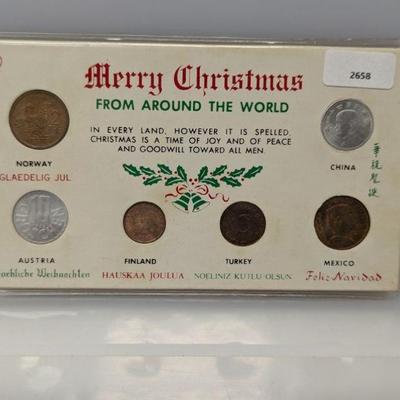 2658
Merry Christmas
FROM AROUND THE WORLD
IN EVERY LAND, HOWEVER IT IS SPELLED,
CHRISTMAS IS A TIME OF JOY AND OF PEACE
AND GOODWILL TOWARD ALL MEN.
NORWAY
GLAEDELIG JUL
CHINA
10
AUSTRIA
FINLAND
TURKEY
MEXICO
Weihnachten
HAUSKAA JOULUA
NOELINIZ KUTLU OLSUN
Feliz Navidad